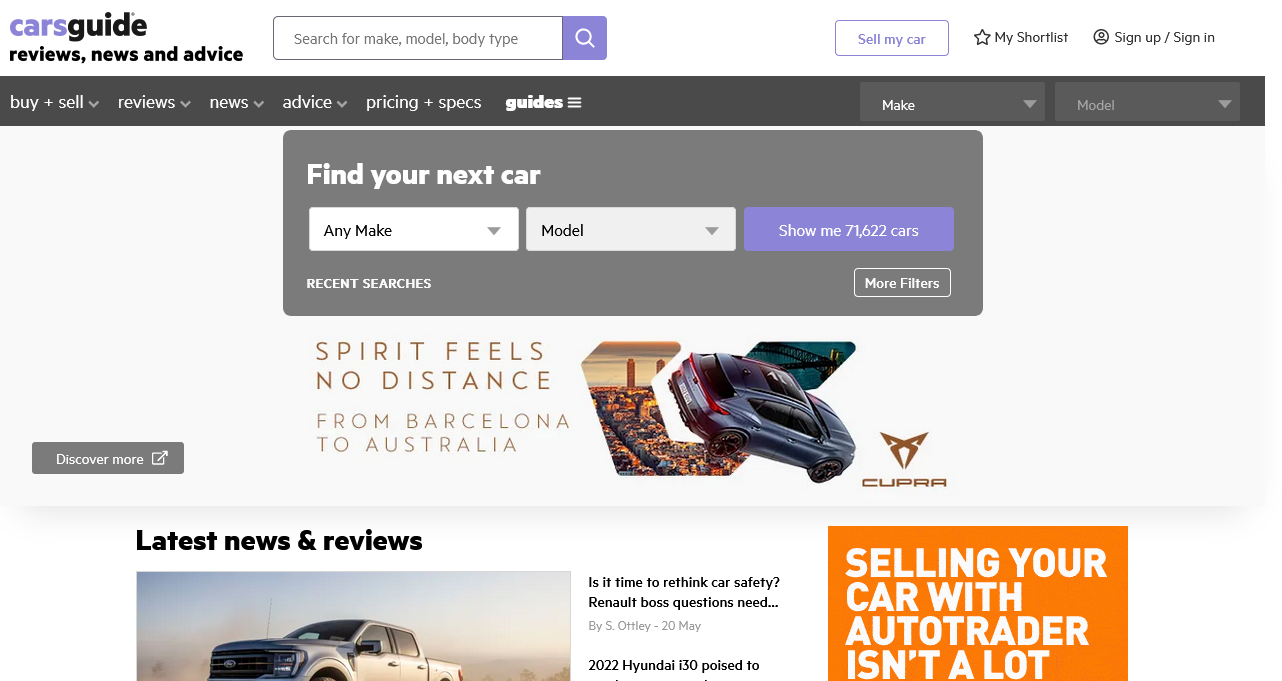 carsguide
reviews, news and advice
Search for make, model, body type
Sell my car
My Shortlist
Sign up / Sign in
buy + sell
reviews
news
advice
pricing + specs
guides
Make
Model
Find your next car
Any Make
Model
Show me 71,622 cars
RECENT SEARCHES
More Filters
SPIRIT FEELS
NO DISTANCE
FROM BARCELONA
TO AUSTRALIA
CUPRA
Discover more
Latest news & reviews
Is it time to rethink car safety?
Renault boss questions need...
By S. Ottley - 20 May
2022 Hyundai i30 poised to
SELLING YOUR
CAR WITH
AUTOTRADER
ISN'T A LOT